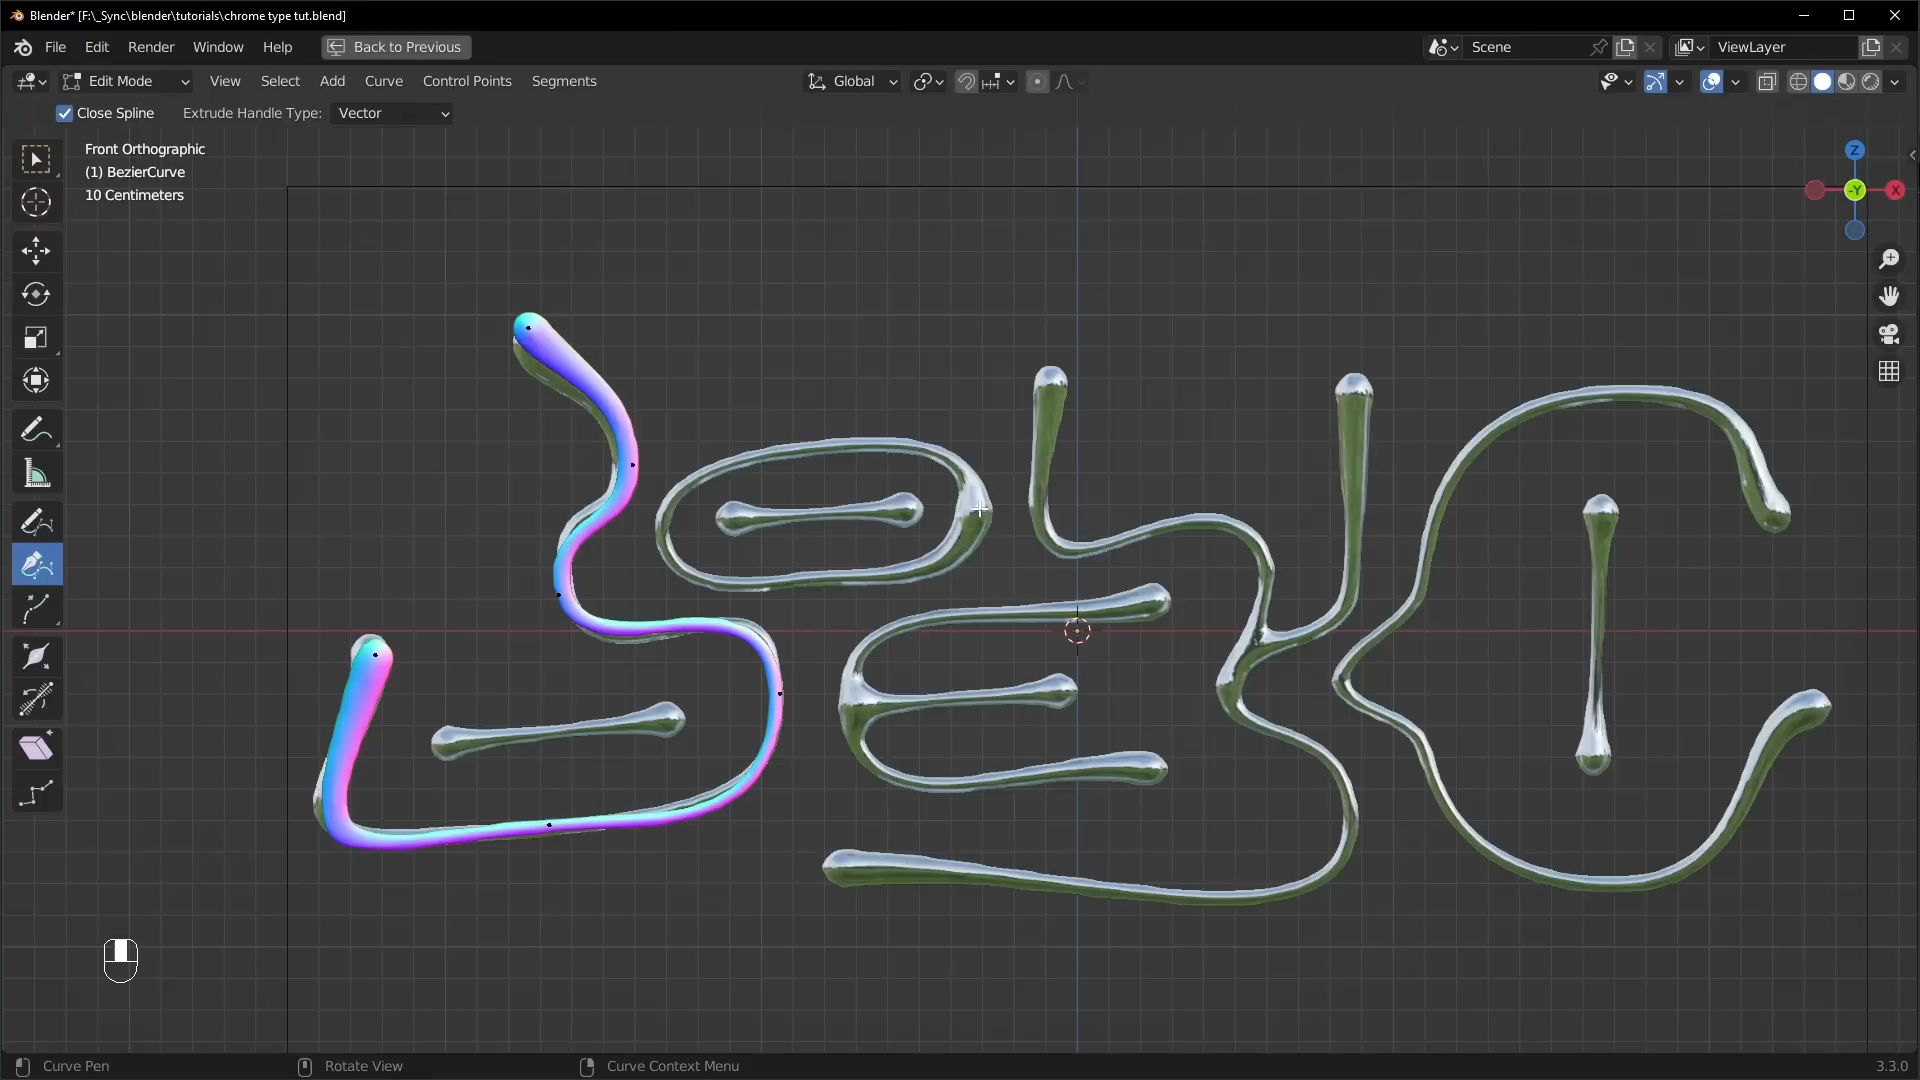 Blender* [F:\_Sync\blender\tutorials\chrome type tut.blend]
File Edit Render Window Help Back to Previous Scene ViewLayer
Edit Mode View Select Add Curve Control Points Segments Global
Close Spline Extrude Handle Type: Vector
Front Orthographic
(1) BezierCurve
10 Centimeters
Z
-Y X
Curve Pen Rotate View Curve Context Menu 3.3.0